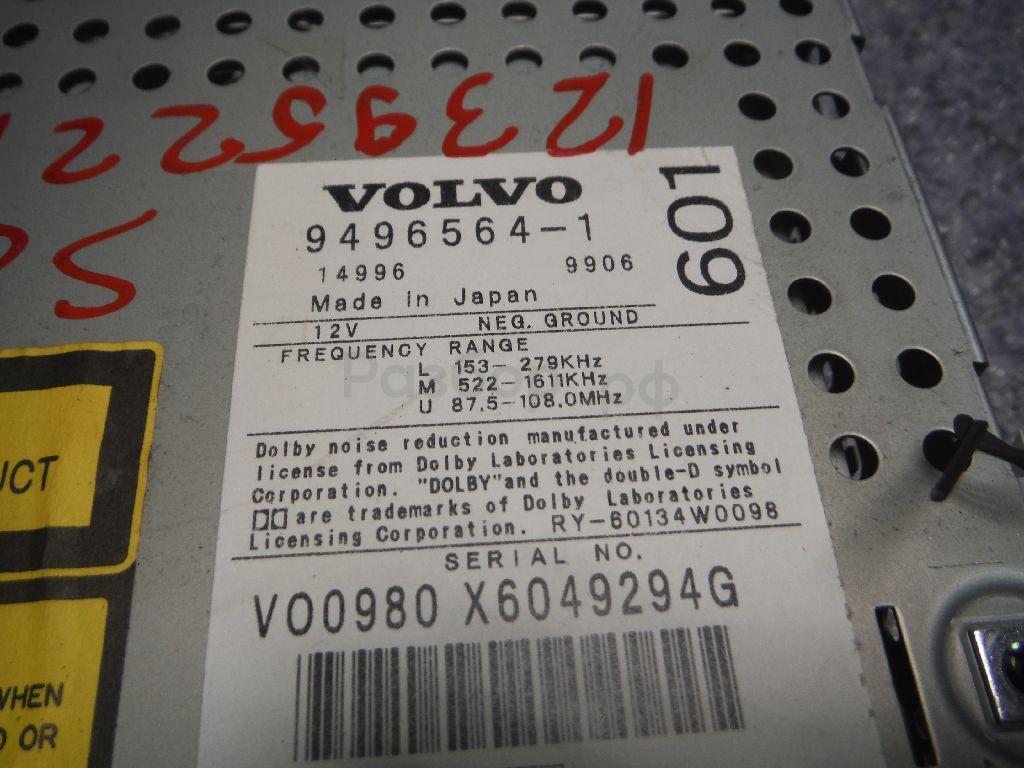 123952
VOLVO
601
9496564-1
14996 9906
Made in Japan
12V NEG. GROUND
FREQUENCY RANGE
L 153-279KHz
M 522-1611KHz
U 87.5-108.0MHz
Dolby noise reduction manufactured under
license from Dolby Laboratories Licensing
Corporation. "DOLBY" and the double-D symbol
are trademarks of Dolby Laboratories
Licensing Corporation. RY-60134W0098
SERIAL NO.
VO0980 X6049294G
UCT
WHEN
OR